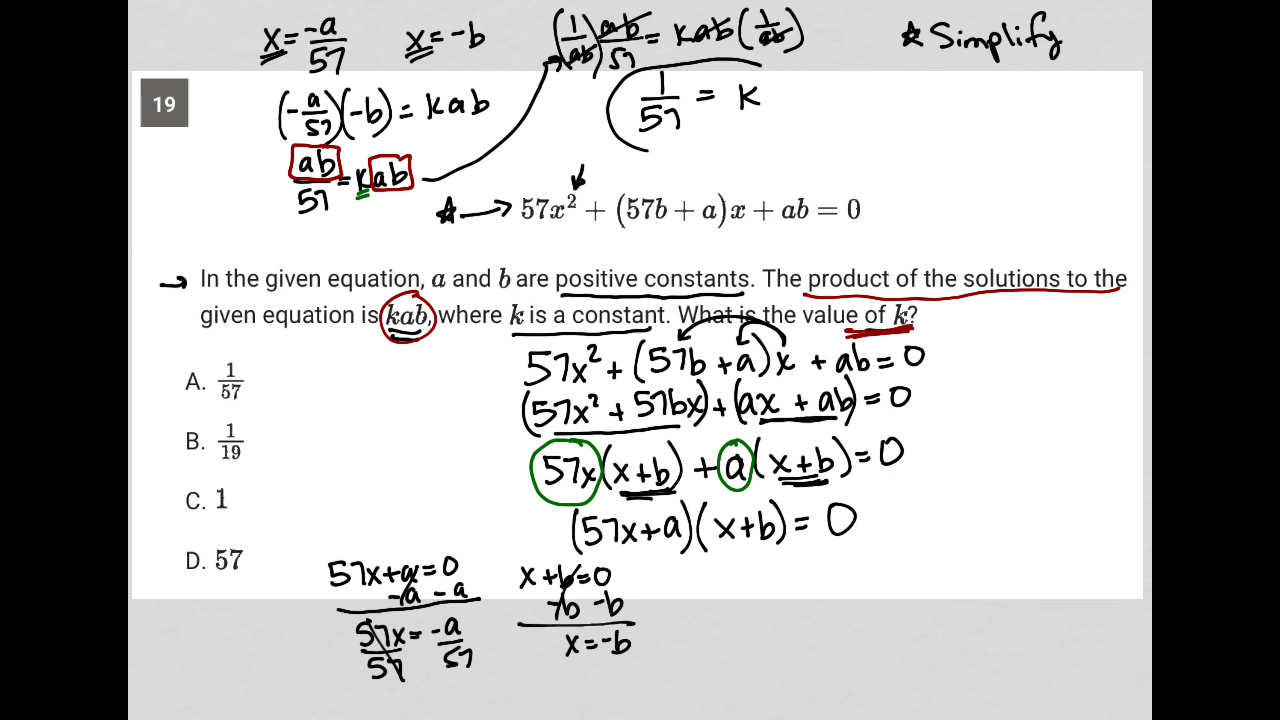 x = -a/57
x = -b
(1/ab) ab/57 = kab (1/ab)
☆ Simplify
19
(-a/57)(-b) = kab
1/57 = k
ab/57 = kab
☆ → 57x² + (57b + a)x + ab = 0
→ In the given equation, a and b are positive constants. The product of the solutions to the
given equation is kab, where k is a constant. What is the value of k?
57x² + (57b + a)x + ab = 0
A. 1/57
(57x² + 57bx) + (ax + ab) = 0
B. 1/19
57x(x+b) + a(x+b) = 0
C. 1
(57x+a)(x+b) = 0
D. 57
57x+a=0
-a -a
57x/57 = -a/57
x+b=0
-b -b
x=-b